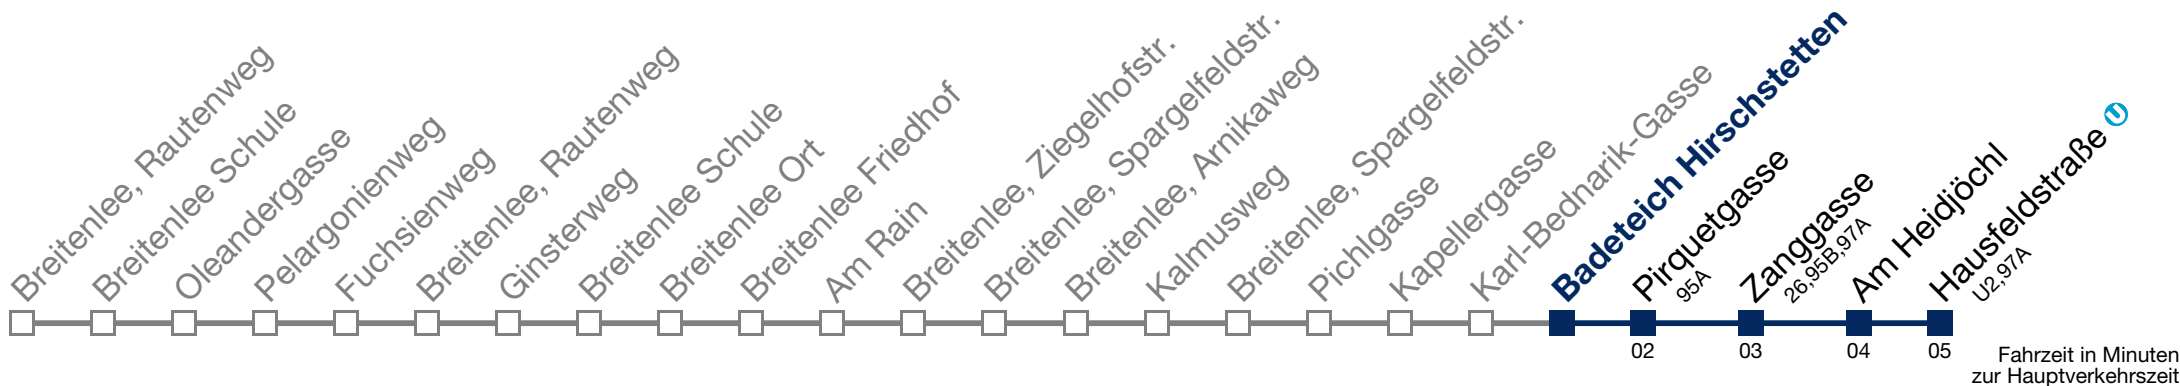 Breitenlee, Rautenweg
Breitenlee Schule
Oleandergasse
Pelargonienweg
Fuchsienweg
Breitenlee, Rautenweg
Ginsterweg
Breitenlee Schule
Breitenlee Ort
Breitenlee Friedhof
Am Rain
Breitenlee, Ziegelhofstr.
Breitenlee, Spargelfeldstr.
Breitenlee, Arnikaweg
Kalmusweg
Breitenlee, Spargelfeldstr.
Pichlgasse
Kapellergasse
Karl-Bednarik-Gasse
Badeteich Hirschstetten
Pirquetgasse
95A
Zanggasse
26,95B,97A
Am Heidjöchl
Hausfeldstraße U
U2,97A
02 03 04 05
Fahrzeit in Minuten
zur Hauptverkehrszeit